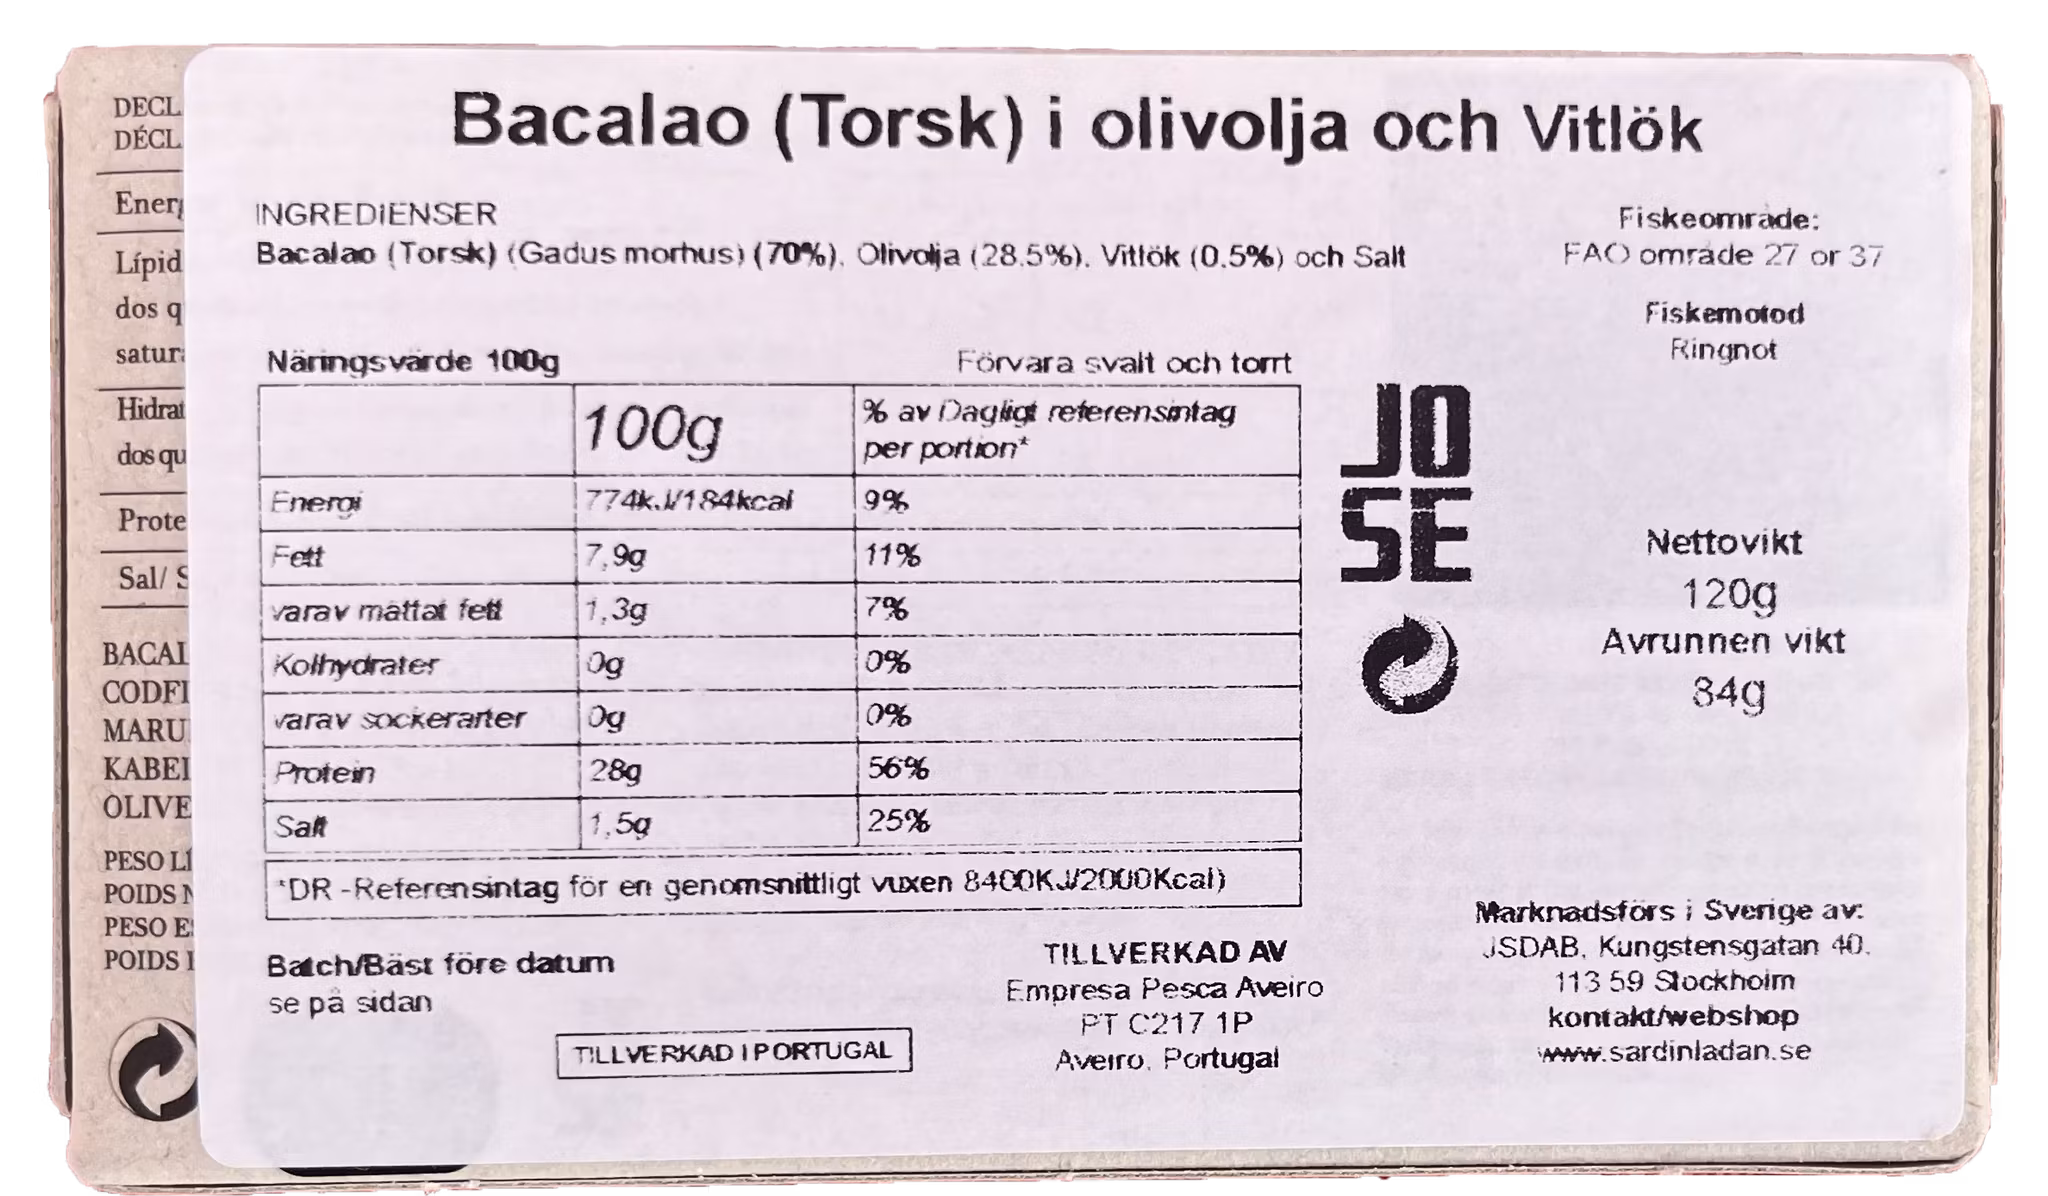 DECL
DÉCL
Ener
Lípid
dos q
satur
Hidrat
dos qu
Prote
Sal/ S
BACAL
CODFI
MARU
KABEL
OLIVE
PESO LÍ
POIDS N
PESO ES
POIDS
Bacalao (Torsk) i olivolja och Vitlök
INGREDIENSER
Bacalao (Torsk) (Gadus morhus) (70%), Olivolja (28.5%), Vitlök (0.5%) och Salt
Fiskeområde:
FAO område 27 or 37
Fiskemotod
Ringnot
Näringsvärde 100g
Förvara svalt och torrt
100g
% av Dagligt referensintag
per portion*
Energi 774kJ/184kcal 9%
Fett 7,9g 11%
varav mättat fett 1,3g 7%
Kolhydrater 0g 0%
varav sockerarter 0g 0%
Protein 28g 56%
Salt 1,5g 25%
*DR -Referensintag för en genomsnittligt vuxen 8400KJ/2000Kcal)
JO
SE
Nettovikt
120g
Avrunnen vikt
84g
Batch/Bäst före datum
se på sidan
TILLVERKAD I PORTUGAL
TILLVERKAD AV
Empresa Pesca Aveiro
PT C217 1P
Aveiro, Portugal
Marknadsförs i Sverige av:
JSDAB, Kungstensgatan 40,
113 59 Stockholm
kontakt/webshop
www.sardinladan.se